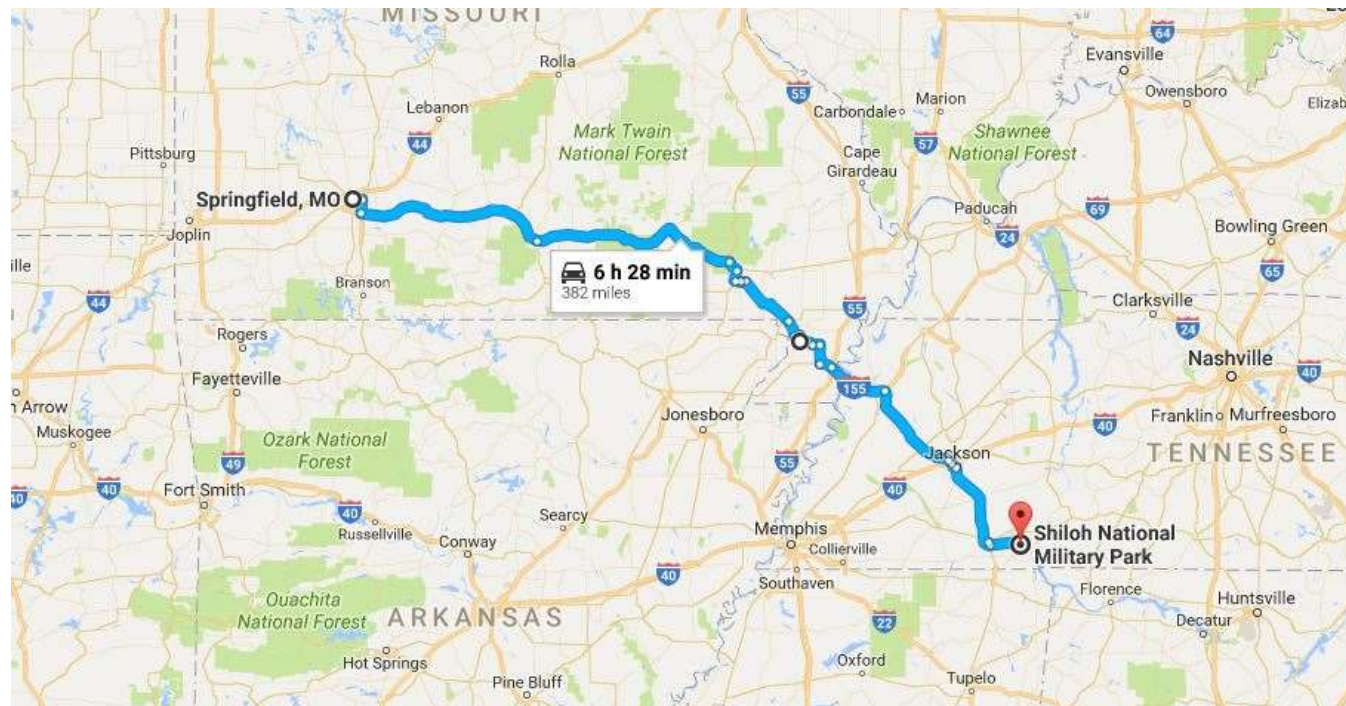 MISSOURI
64
Evansville
Rolla
55
Owensboro
Lebanon
Carbondale
Marion
44
Mark Twain
National Forest
57
Shawnee
National Forest
Pittsburg
Cape
Girardeau
Springfield, MO
Paducah
69
Joplin
24
Bowling Green
6 h 28 min
382 miles
65
Branson
44
55
Clarksville
24
Rogers
Nashville
155
40
Fayetteville
Jonesboro
Franklin
Murfreesboro
40
Muskogee
Ozark National
Forest
TENNESSEE
Jackson
49
55
40
40
40
Fort Smith
40
Searcy
Russellville
Memphis
Shiloh National
Military Park
Conway
Collierville
40
Southaven
Florence
Huntsville
Ouachita
National Forest
ARKANSAS
22
Decatur
Hot Springs
Oxford
Pine Bluff
Tupelo